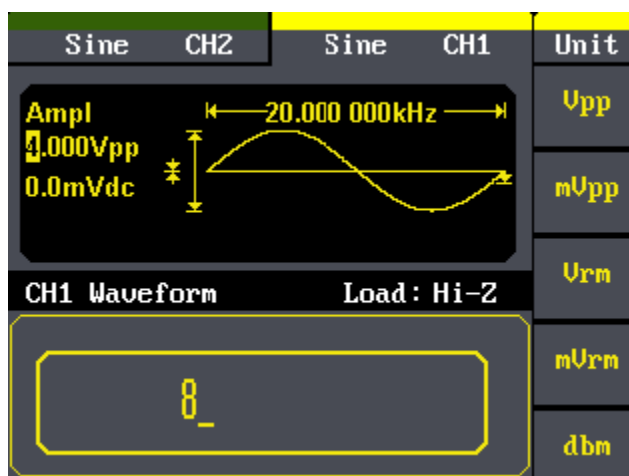 Sine CH2 Sine CH1 Unit
Ampl 20.000 000kHz Vpp
4.000Vpp
0.0mVdc mVpp
Vrm
CH1 Waveform Load: Hi-Z
mVrm
8_
dbm